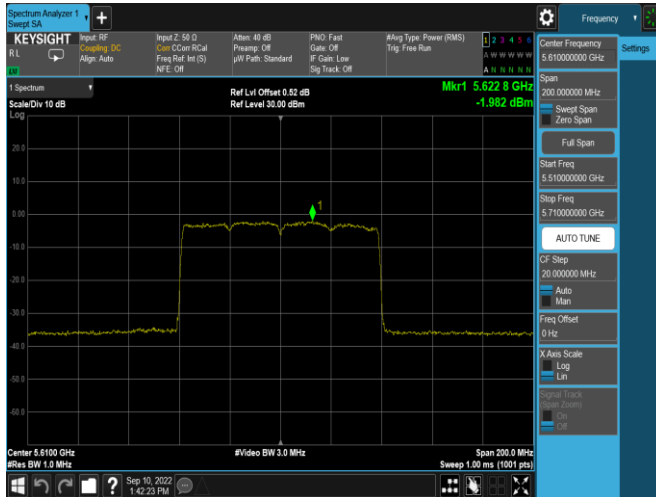 Spectrum Analyzer 1
Swept SA
+
Frequency
KEYSIGHT
R L
LV
Input: RF
Coupling: DC
Align: Auto
Input Z: 50 Ω
Corr CCorr RCal
Freq Ref: Int (S)
NFE: Off
Atten: 40 dB
Preamp: Off
µW Path: Standard
PNO: Fast
Gate: Off
IF Gain: Low
Sig Track: Off
#Avg Type: Power (RMS)
Trig: Free Run
1 2 3 4 5 6
A W W W W W
A N N N N N
1 Spectrum
Scale/Div 10 dB
Ref Lvl Offset 0.52 dB
Ref Level 30.00 dBm
Mkr1 5.622 8 GHz
-1.982 dBm
Log
20.0
10.0
0.00
-10.0
-20.0
-30.0
-40.0
-50.0
-60.0
1
Center 5.6100 GHz
#Res BW 1.0 MHz
#Video BW 3.0 MHz
Span 200.0 MHz
Sweep 1.00 ms (1001 pts)
Sep 10, 2022
1:42:23 PM
?
Center Frequency
5.610000000 GHz
Settings
Span
200.000000 MHz
Swept Span
Zero Span
Full Span
Start Freq
5.510000000 GHz
Stop Freq
5.710000000 GHz
AUTO TUNE
CF Step
20.000000 MHz
Auto
Man
Freq Offset
0 Hz
X Axis Scale
Log
Lin
Signal Track
(Span Zoom)
On
Off